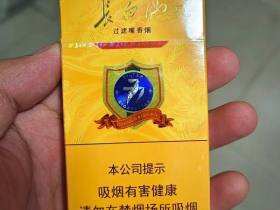 长白山
过滤嘴香烟
本公司提示
吸烟有害健康
请勿在禁烟场所吸烟